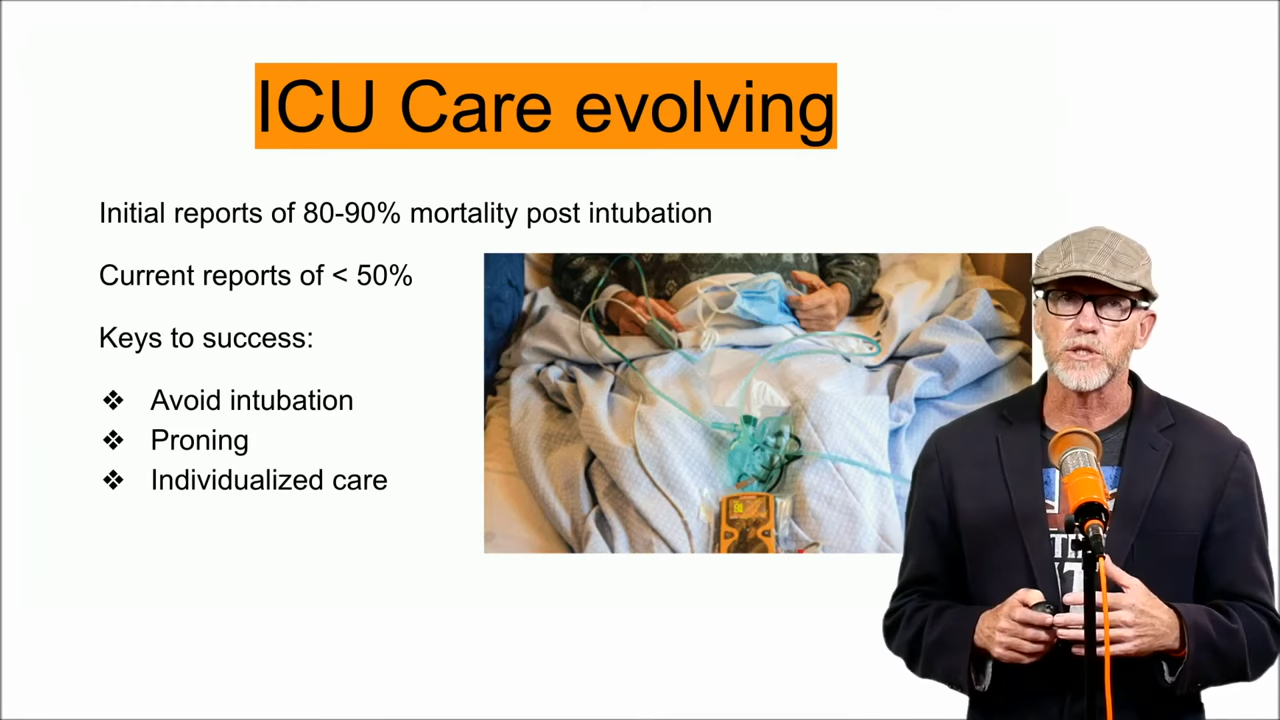 ICU Care evolving
Initial reports of 80-90% mortality post intubation
Current reports of < 50%
Keys to success:
❖ Avoid intubation
❖ Proning
❖ Individualized care